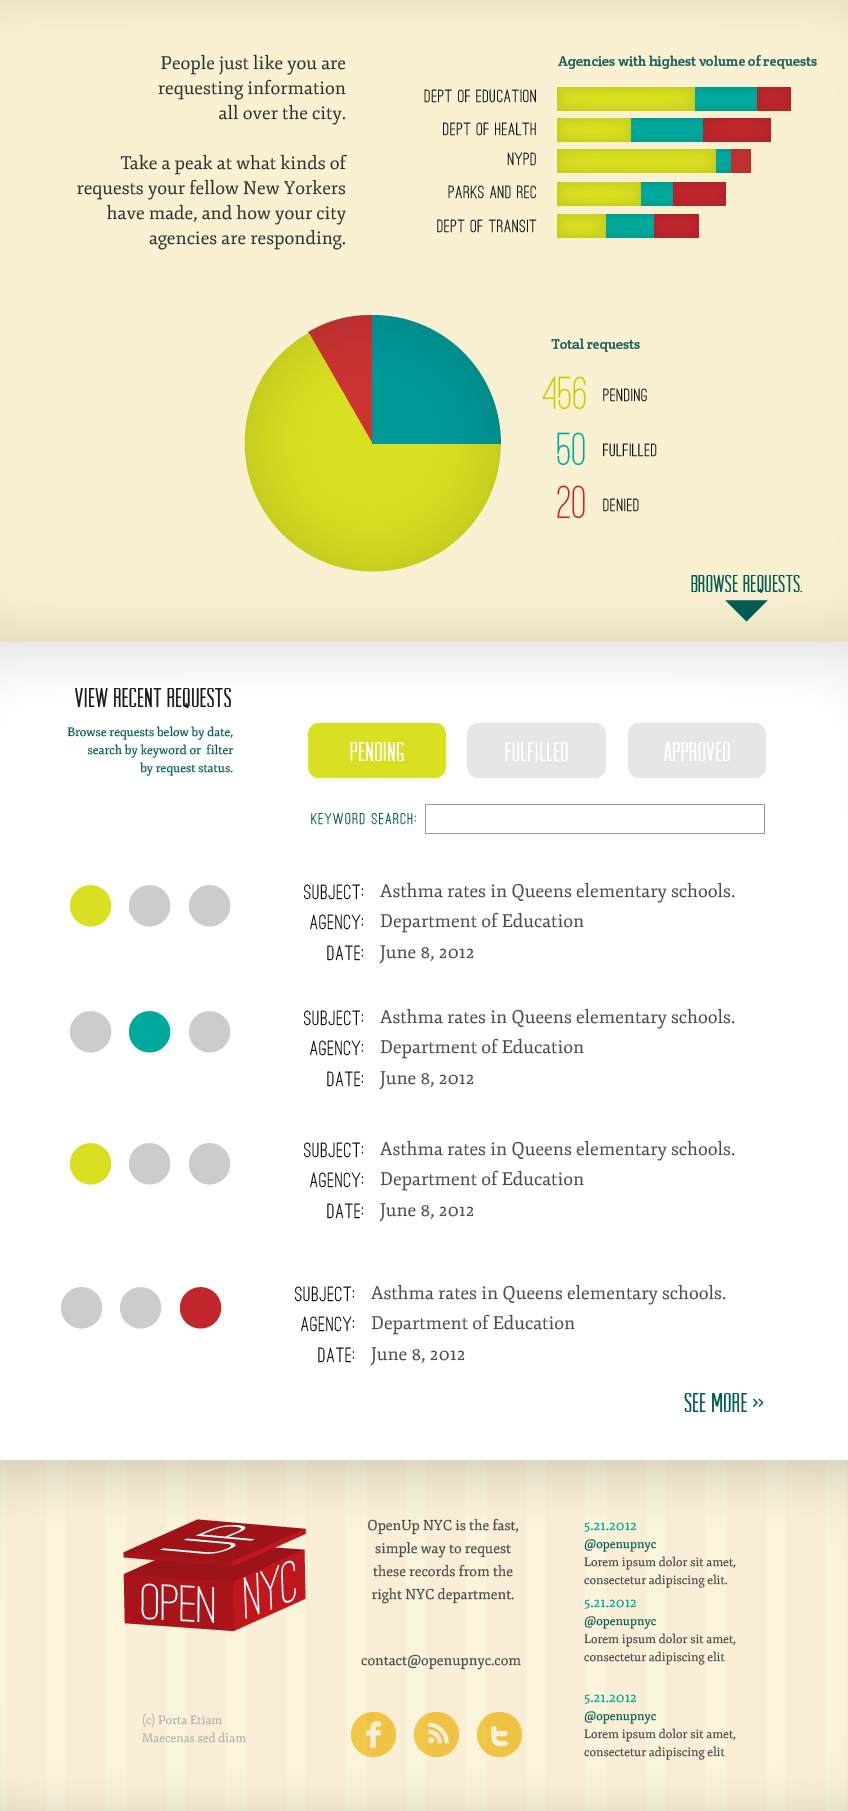 People just like you are
requesting information
all over the city.
Take a peak at what kinds of
requests your fellow New Yorkers
have made, and how your city
agencies are responding.
Agencies with highest volume of requests
DEPT OF EDUCATION
DEPT OF HEALTH
NYPD
PARKS AND REC
DEPT OF TRANSIT
Total requests
456 PENDING
50 FULFILLED
20 DENIED
BROWSE REQUESTS.
VIEW RECENT REQUESTS
Browse requests below by date,
search by keyword or filter
by request status.
PENDING
FULFILLED
APPROVED
KEYWORD SEARCH:
SUBJECT: Asthma rates in Queens elementary schools.
AGENCY: Department of Education
DATE: June 8, 2012
SUBJECT: Asthma rates in Queens elementary schools.
AGENCY: Department of Education
DATE: June 8, 2012
SUBJECT: Asthma rates in Queens elementary schools.
AGENCY: Department of Education
DATE: June 8, 2012
SUBJECT: Asthma rates in Queens elementary schools.
AGENCY: Department of Education
DATE: June 8, 2012
SEE MORE >>
UP
OPEN NYC
(c) Porta Etiam
Maecenas sed diam
OpenUp NYC is the fast,
simple way to request
these records from the
right NYC department.
contact@openupnyc.com
5.21.2012
@openupnyc
Lorem ipsum dolor sit amet,
consectetur adipiscing elit.
5.21.2012
@openupnyc
Lorem ipsum dolor sit amet,
consectetur adipiscing elit
5.21.2012
@openupnyc
Lorem ipsum dolor sit amet,
consectetur adipiscing elit